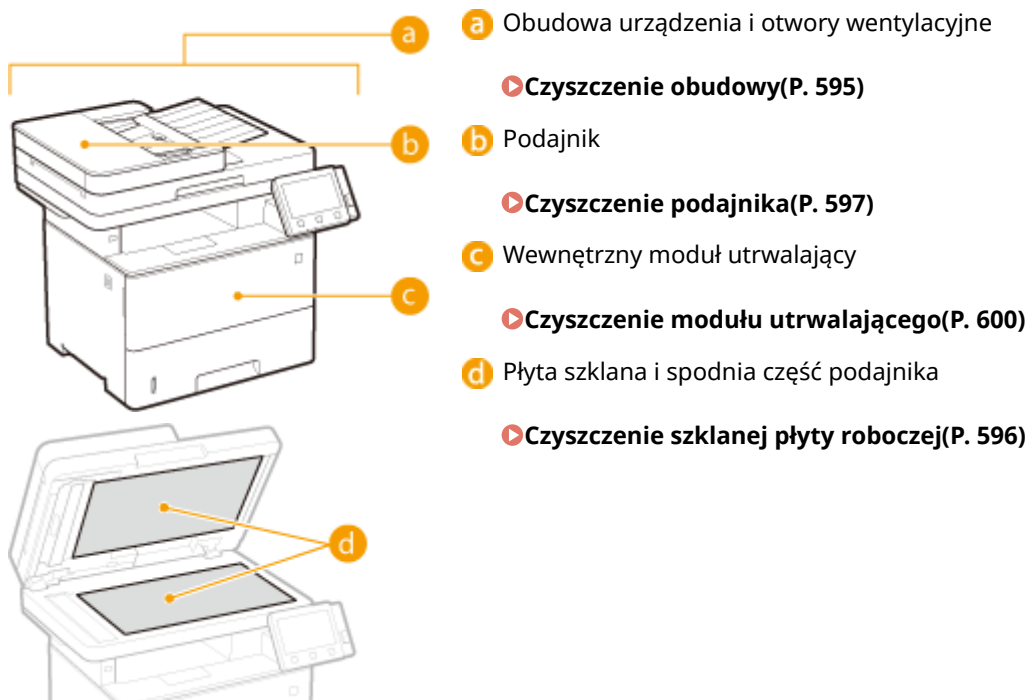 a
b
c
d
a Obudowa urządzenia i otwory wentylacyjne
Czyszczenie obudowy(P. 595)
b Podajnik
Czyszczenie podajnika(P. 597)
c Wewnętrzny moduł utrwalający
Czyszczenie modułu utrwalającego(P. 600)
d Płyta szklana i spodnia część podajnika
Czyszczenie szklanej płyty roboczej(P. 596)